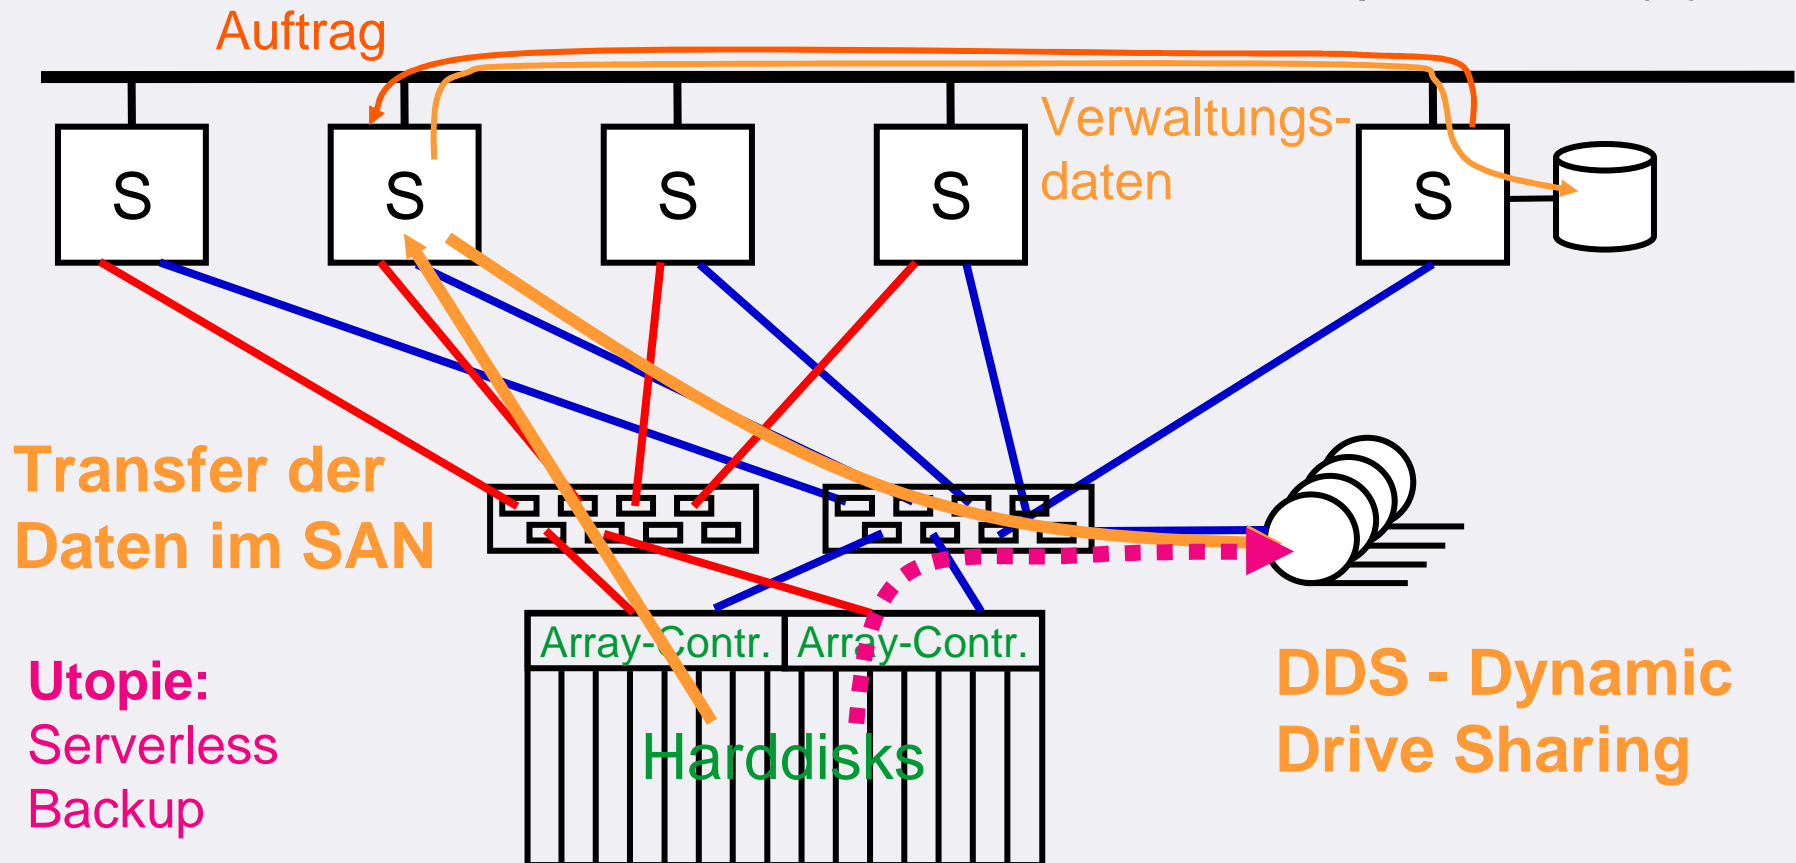 Auftrag
Verwaltungs-
daten
S
S
S
S
S
Transfer der
Daten im SAN
Array-Contr.
Array-Contr.
Harddisks
Utopie:
Serverless
Backup
DDS - Dynamic
Drive Sharing